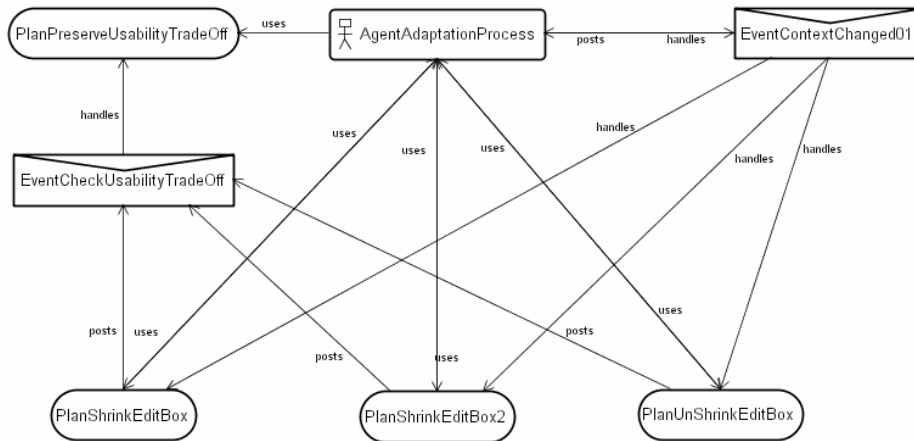 PlanPreserveUsabilityTradeOff
uses
AgentAdaptationProcess
posts
handles
EventContextChanged01
handles
uses
uses
uses
handles
handles
handles
EventCheckUsabilityTradeOff
posts
uses
posts
uses
posts
uses
PlanShrinkEditBox
PlanShrinkEditBox2
PlanUnShrinkEditBox